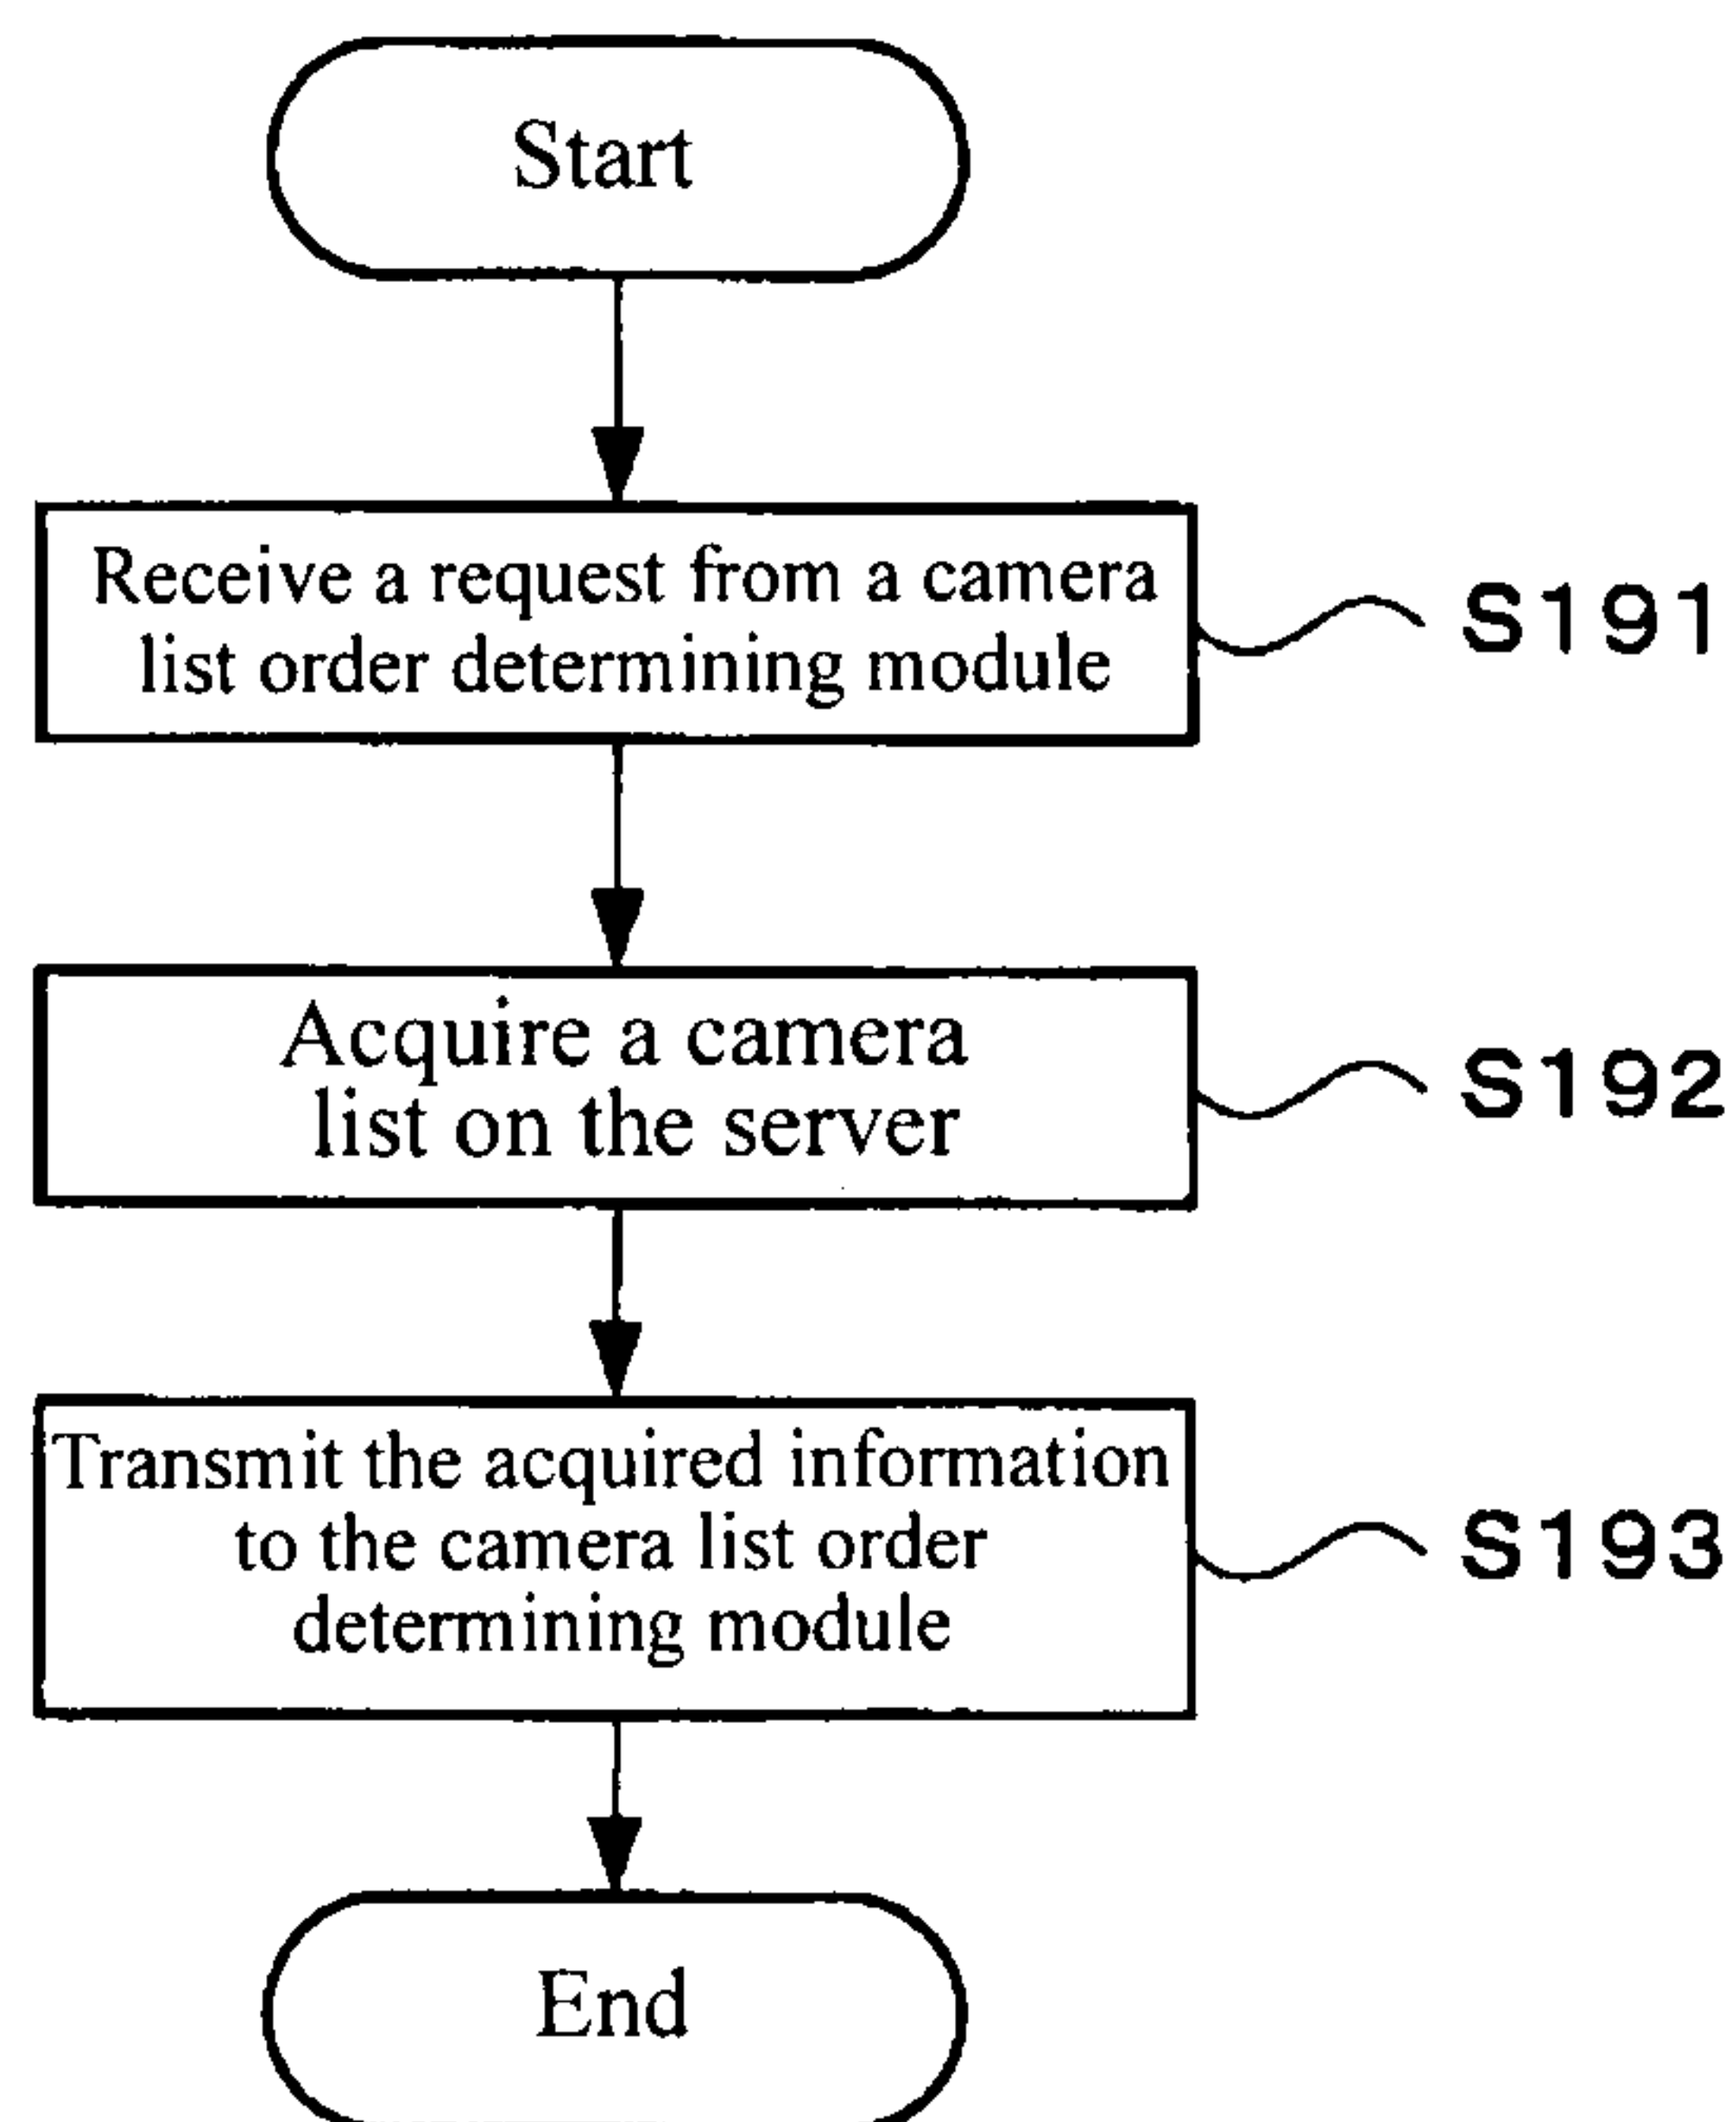 Start
Receive a request from a camera
list order determining module
S191
Acquire a camera
list on the server
S192
Transmit the acquired information
to the camera list order
determining module
S193
End